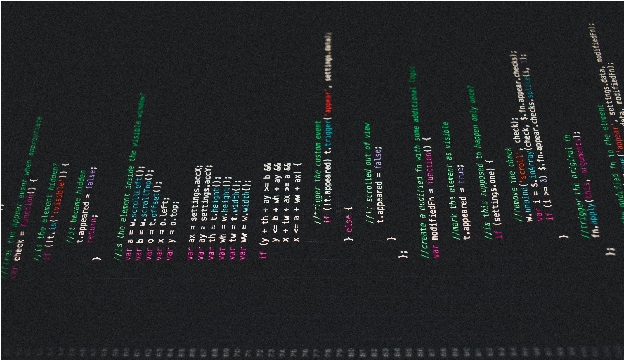 var check = function() {
//is the element hidden?
if (!t.is(':visible')) {
//it became hidden
t.appeared = false;
return;
}
//is the element inside the visible window?
var a = w.scrollLeft();
var b = w.scrollTop();
var o = t.offset();
var x = o.left;
var y = o.top;
var ax = settings.accX;
var ay = settings.accY;
var th = t.height();
var wh = w.height();
var tw = t.width();
var ww = w.width();
if (y + th + ay >= b &&
y <= b + wh + ay &&
x + tw + ax >= a &&
x <= a + ww + ax) {
//trigger the custom event
if (!t.appeared) t.trigger('appear', settings.data);
} else {
//it scrolled out of view
t.appeared = false;
}
};
//create a modified fn with some additional logic
var modifiedFn = function() {
//mark the element as visible
t.appeared = true;
//is this supposed to happen only once?
if (settings.one) {
//remove the check
w.unbind('scroll', check);
var i = $.inArray(check, $.fn.appear.checks);
if (i >= 0) $.fn.appear.checks.splice(i,
}
//trigger the original fn
fn.apply(this, arguments);
};